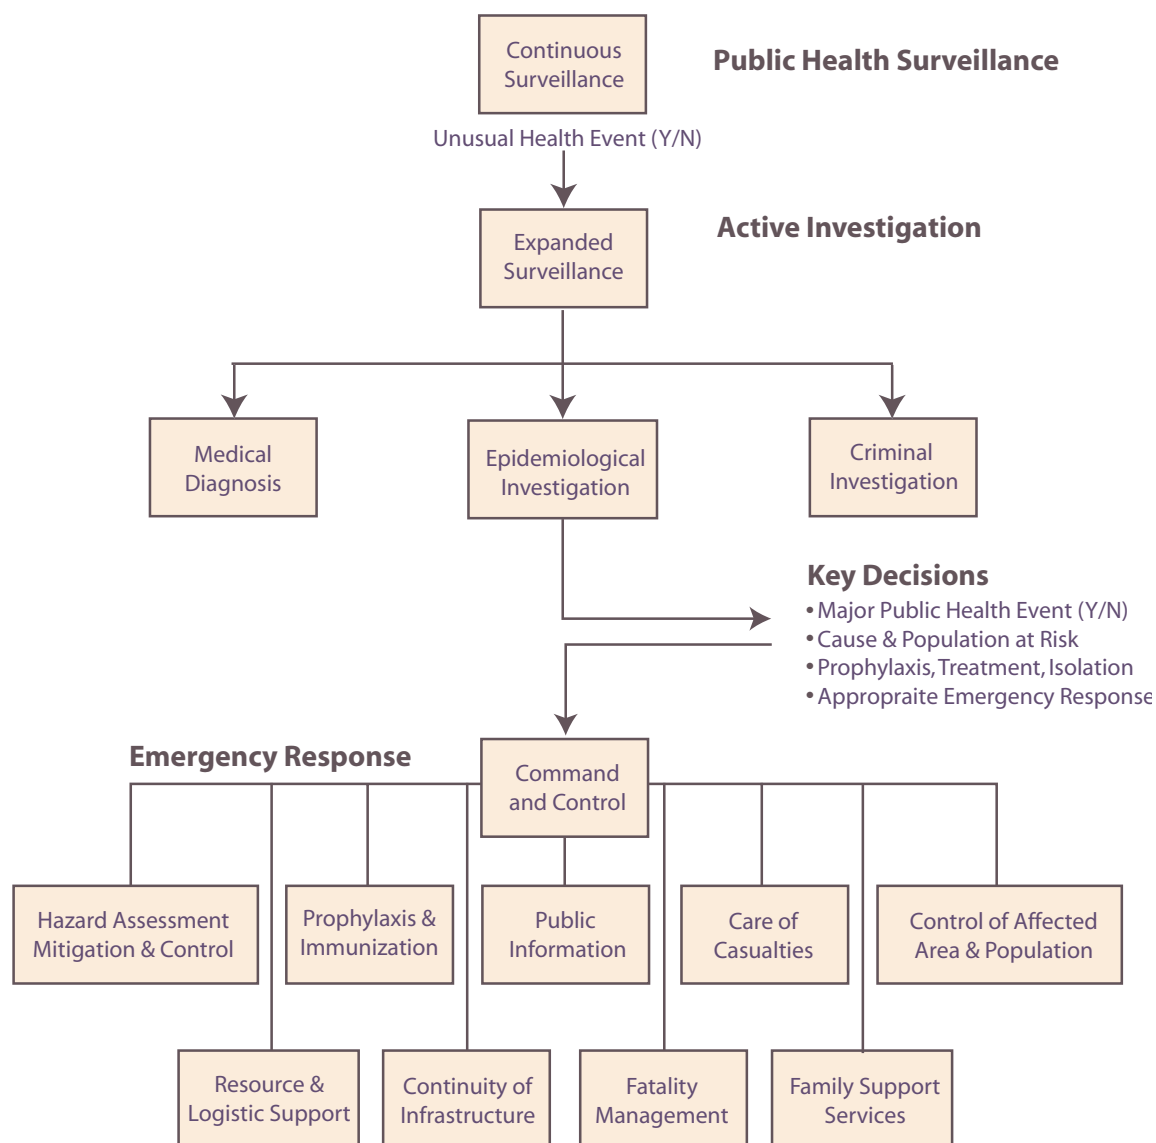 Continuous
Surveillance
Public Health Surveillance
Unusual Health Event (Y/N)
Expanded
Surveillance
Active Investigation
Medical
Diagnosis
Epidemiological
Investigation
Criminal
Investigation
Key Decisions
• Major Public Health Event (Y/N)
• Cause & Population at Risk
• Prophylaxis, Treatment, Isolation
• Appropraite Emergency Response
Emergency Response
Command
and Control
Hazard Assessment
Mitigation & Control
Prophylaxis &
Immunization
Public
Information
Care of
Casualties
Control of Affected
Area & Population
Resource &
Logistic Support
Continuity of
Infrastructure
Fatality
Management
Family Support
Services